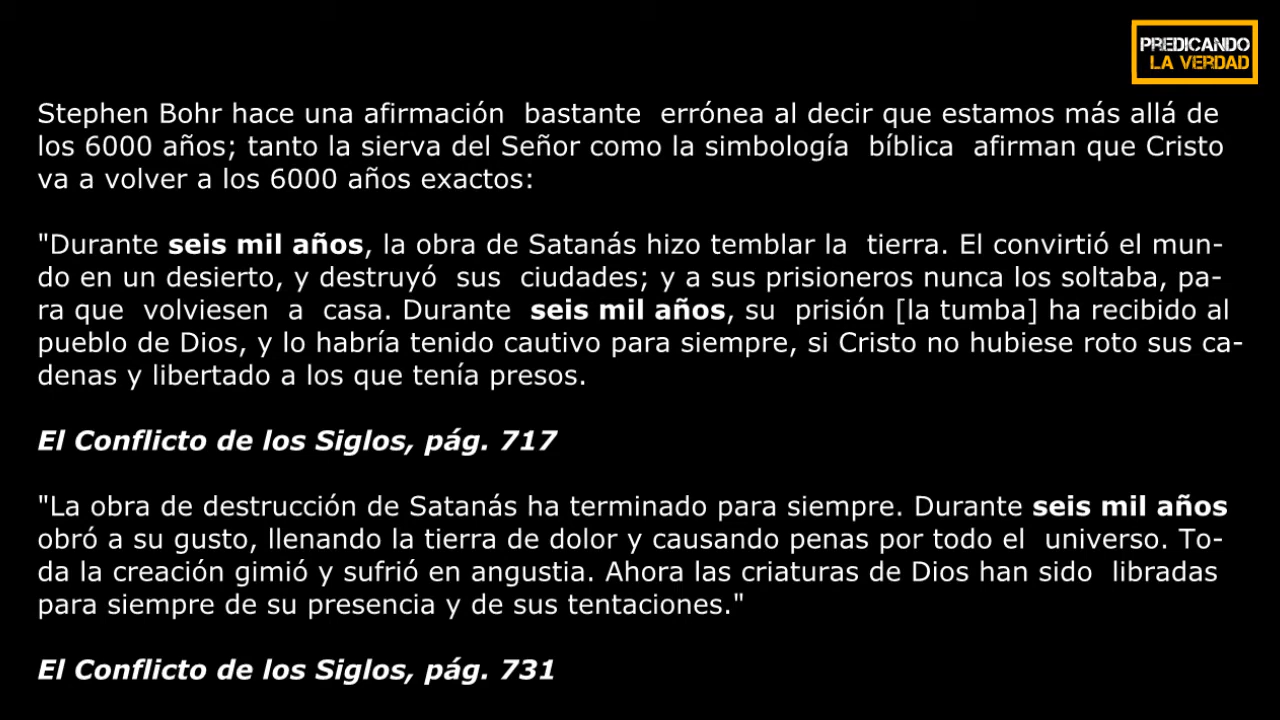 PREDICANDO
LA VERDAD
Stephen Bohr hace una afirmación bastante errónea al decir que estamos más allá de
los 6000 años; tanto la sierva del Señor como la simbología bíblica afirman que Cristo
va a volver a los 6000 años exactos:
"Durante seis mil años, la obra de Satanás hizo temblar la tierra. El convirtió el mun-
do en un desierto, y destruyó sus ciudades; y a sus prisioneros nunca los soltaba, pa-
ra que volviesen a casa. Durante seis mil años, su prisión [la tumba] ha recibido al
pueblo de Dios, y lo habría tenido cautivo para siempre, si Cristo no hubiese roto sus ca-
denas y libertado a los que tenía presos.
El Conflicto de los Siglos, pág. 717
"La obra de destrucción de Satanás ha terminado para siempre. Durante seis mil años
obró a su gusto, llenando la tierra de dolor y causando penas por todo el universo. To-
da la creación gimió y sufrió en angustia. Ahora las criaturas de Dios han sido libradas
para siempre de su presencia y de sus tentaciones."
El Conflicto de los Siglos, pág. 731